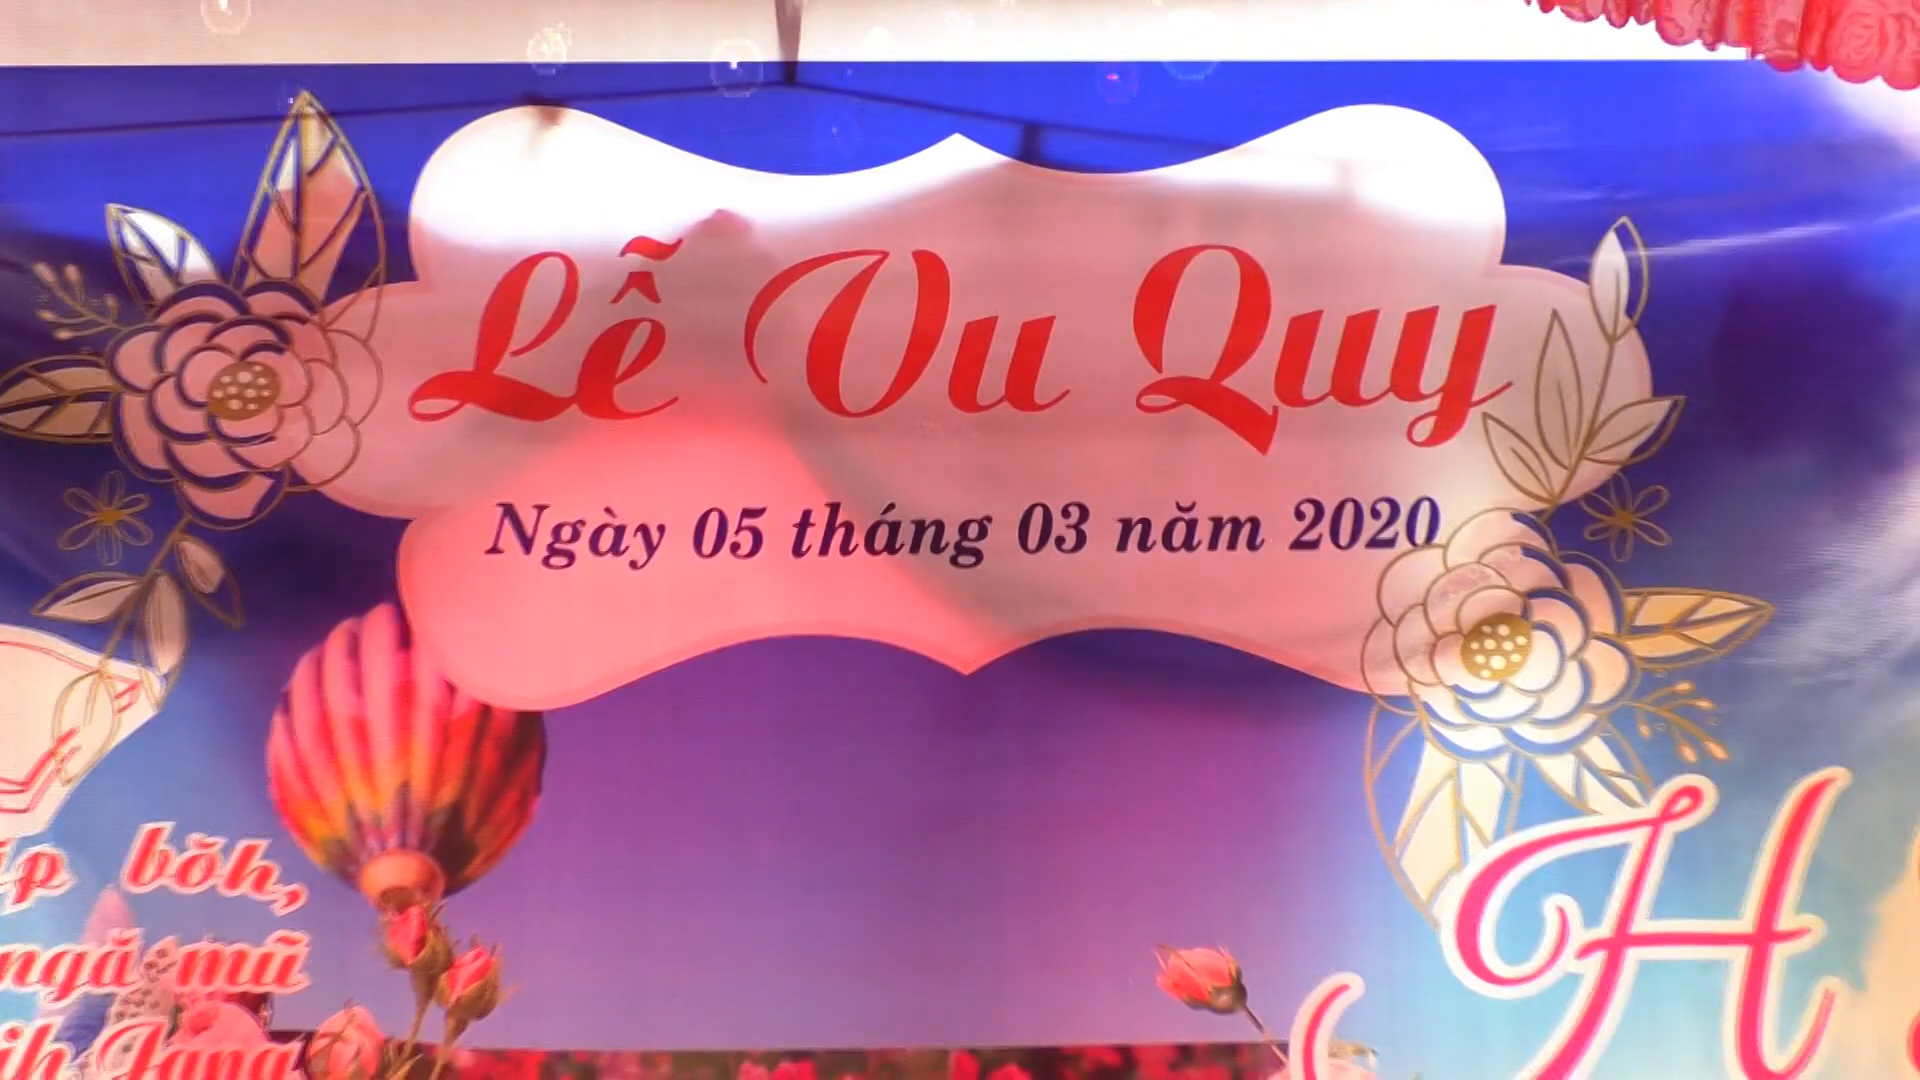 Lễ Vu Quy
Ngày 05 tháng 03 năm 2020
bŏh,
ngă mŭ
H